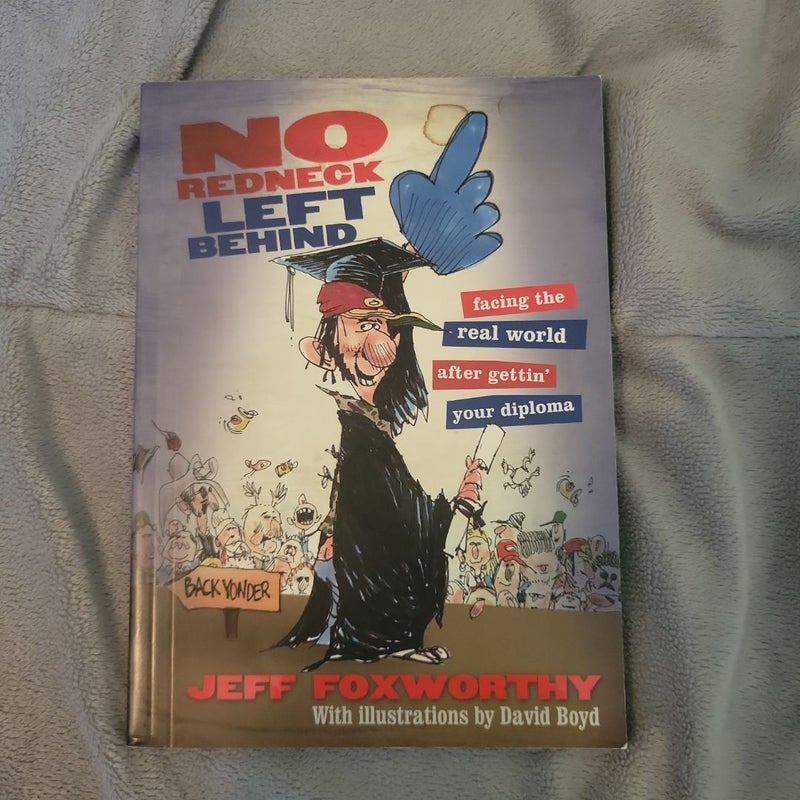 NO
REDNECK
LEFT
BEHIND
facing the
real world
after gettin'
your diploma
BACK YONDER
JEFF FOXWORTHY
With illustrations by David Boyd